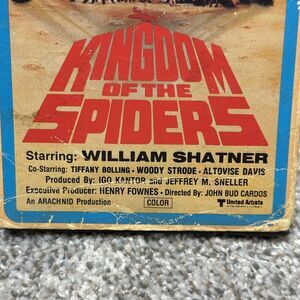 KINGDOM
OF THE
SPIDERS
Starring: WILLIAM SHATNER
Co-Starring: TIFFANY BOLLING • WOODY STRODE • ALTOVISE DAVIS
Produced By: IGO KANTOR and JEFFREY M. SNELLER
Executive Producer: HENRY FOWNES • Directed By: JOHN BUD CARDOS
An ARACHNID Production COLOR United Artists